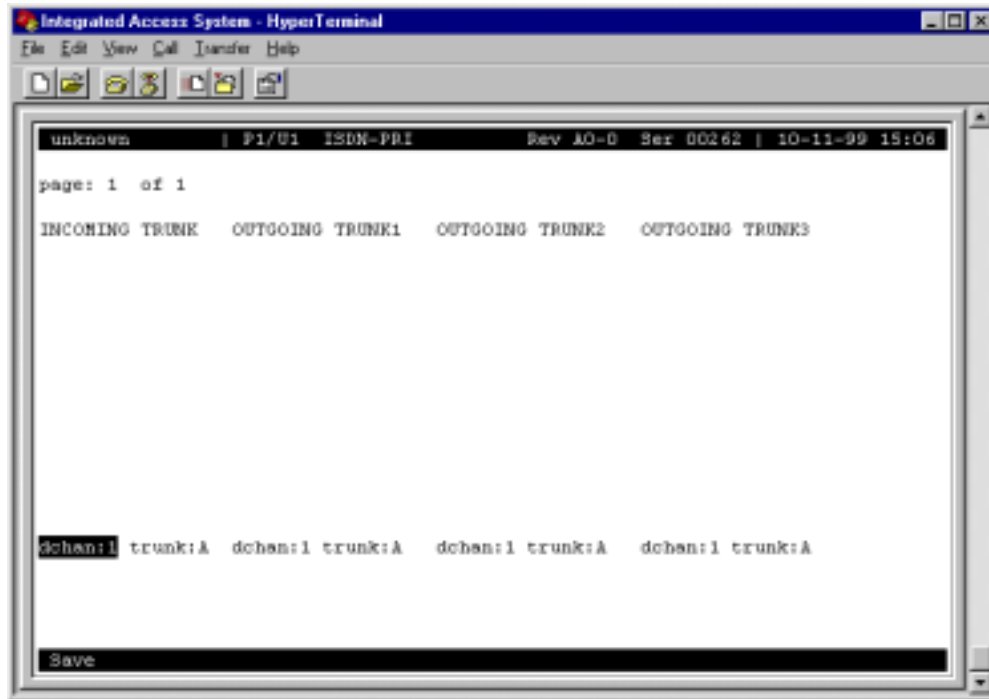 Integrated Access System - HyperTerminal
File Edit View Call Transfer Help
unknown | P1/U1 ISDN-PRI Rev A0-0 Ser 00262 | 10-11-99 15:06
page: 1 of 1
INCOMING TRUNK OUTGOING TRUNK1 OUTGOING TRUNK2 OUTGOING TRUNK3
dchan:1 trunk:A dchan:1 trunk:A dchan:1 trunk:A dchan:1 trunk:A
Save